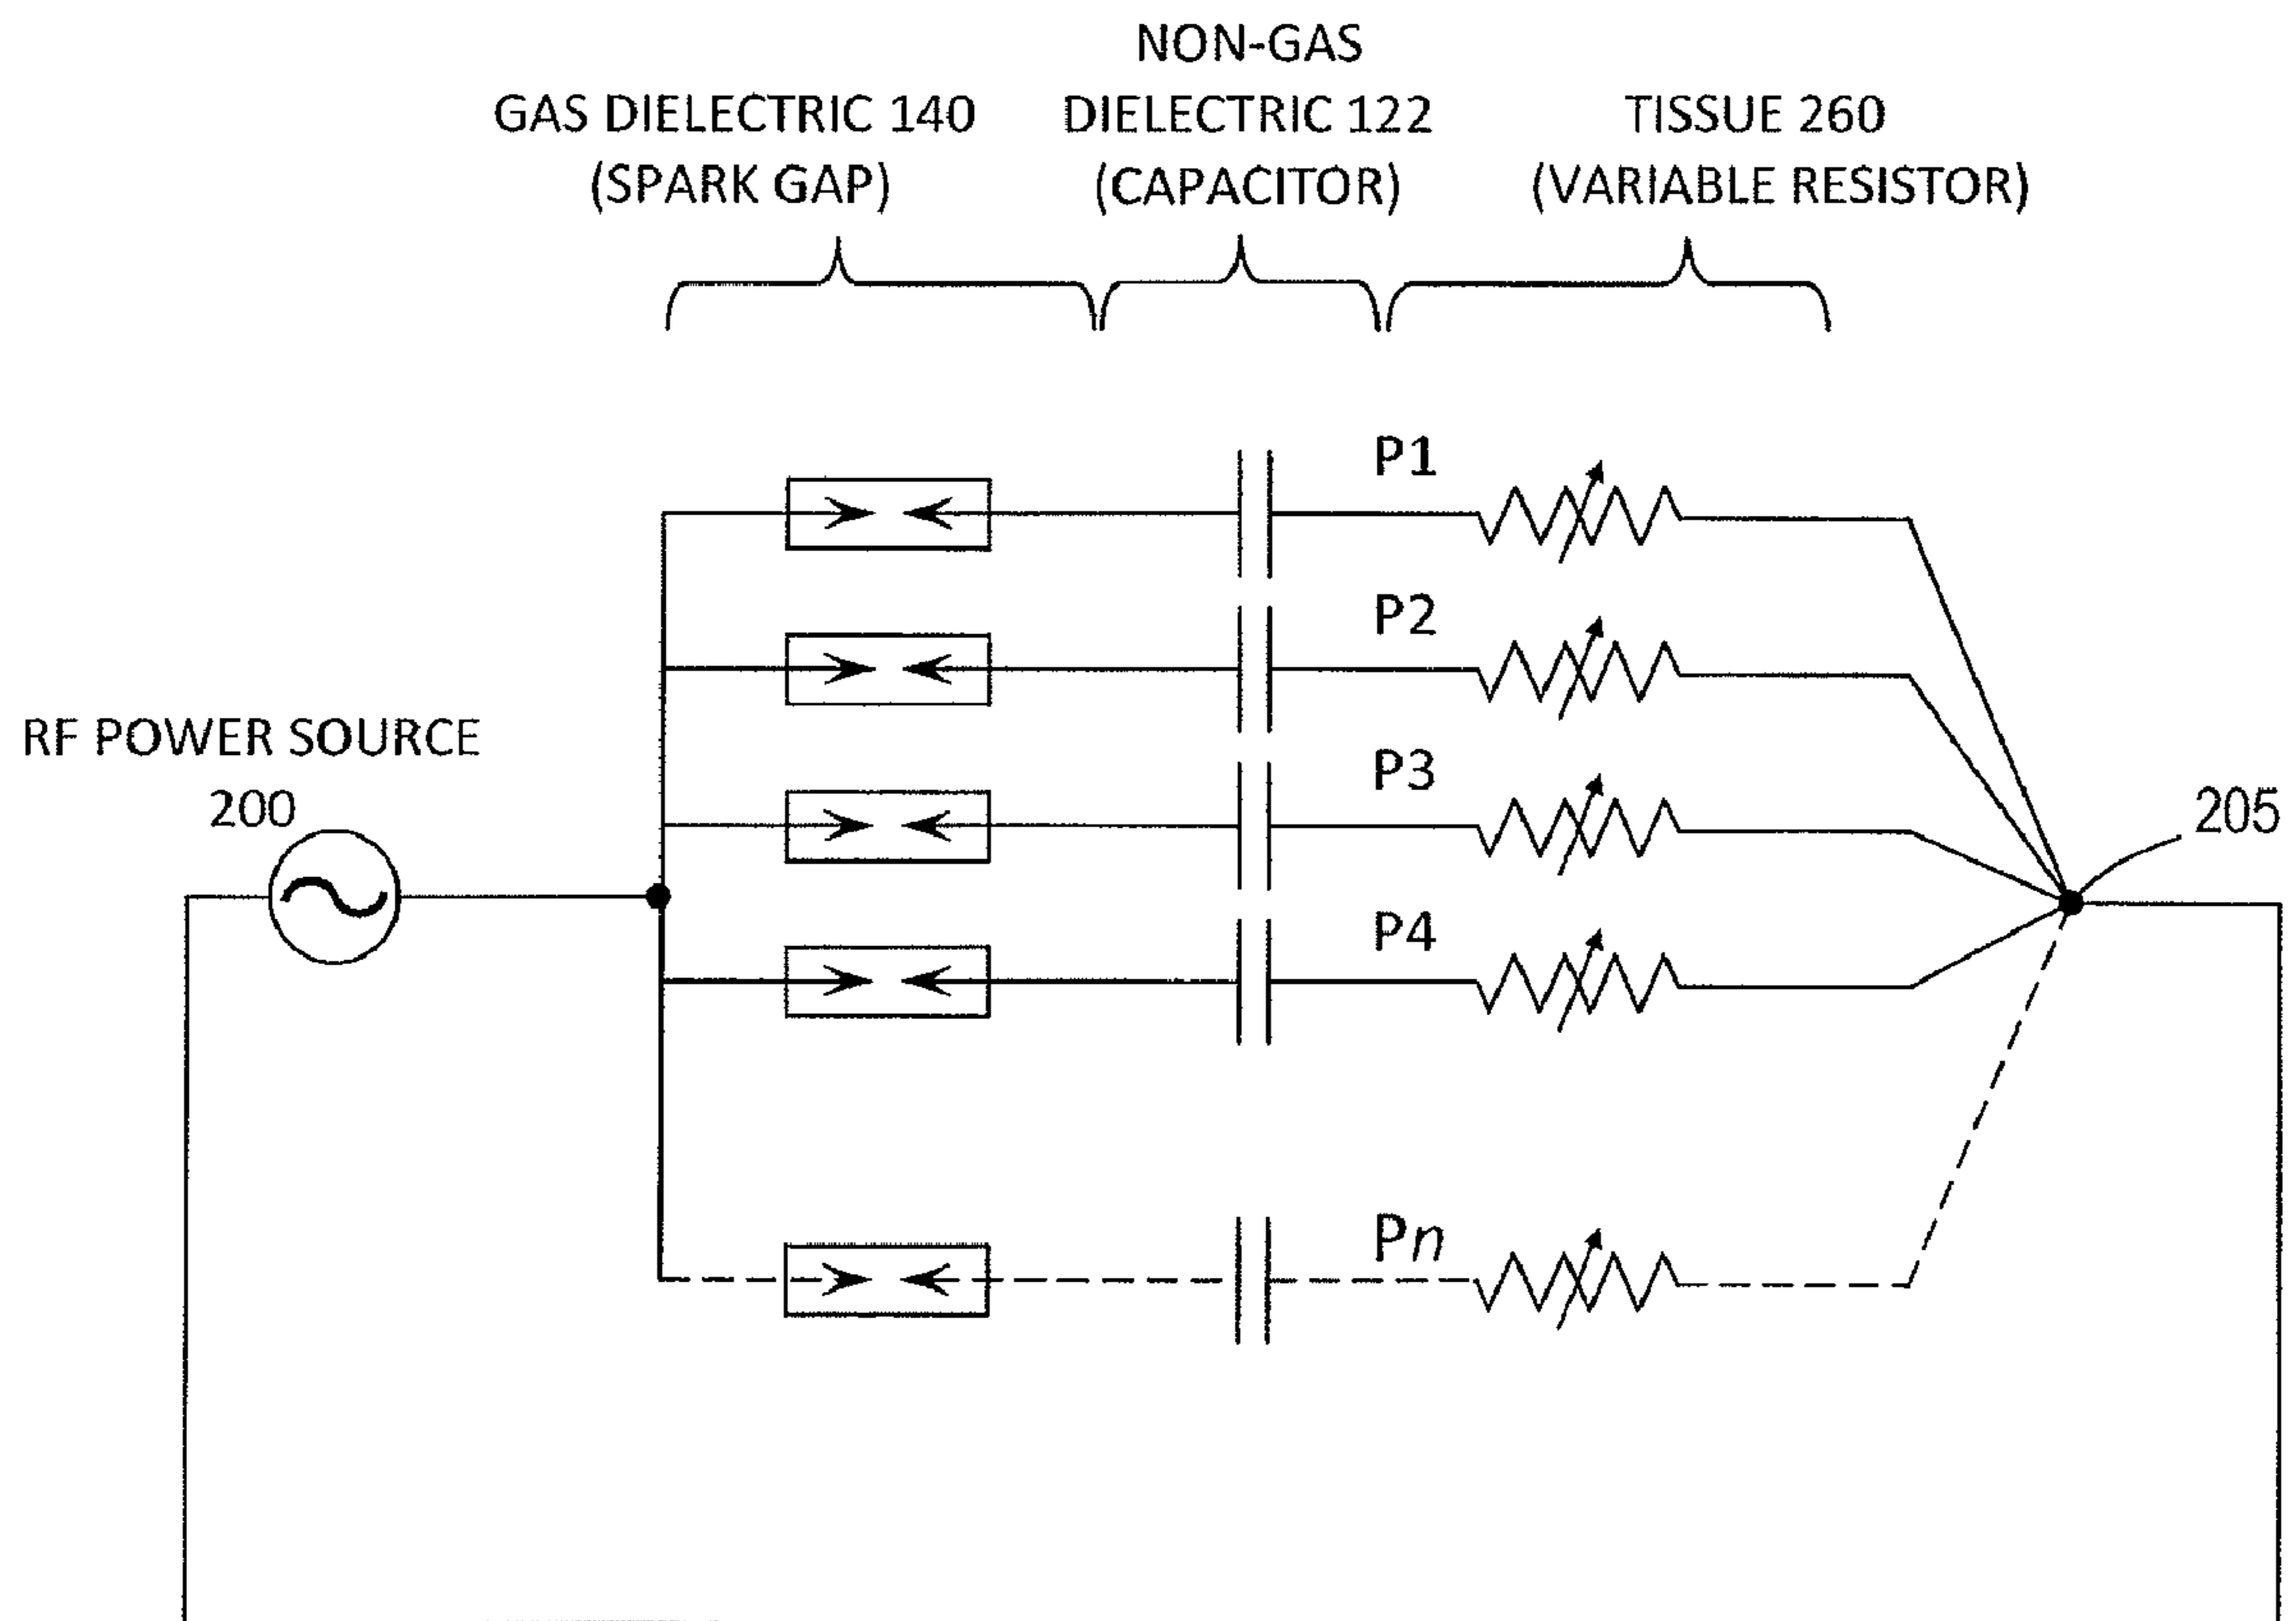 NON-GAS
GAS DIELECTRIC 140
(SPARK GAP)
DIELECTRIC 122
(CAPACITOR)
TISSUE 260
(VARIABLE RESISTOR)
P1
P2
RF POWER SOURCE
200
P3
205
P4
Pn